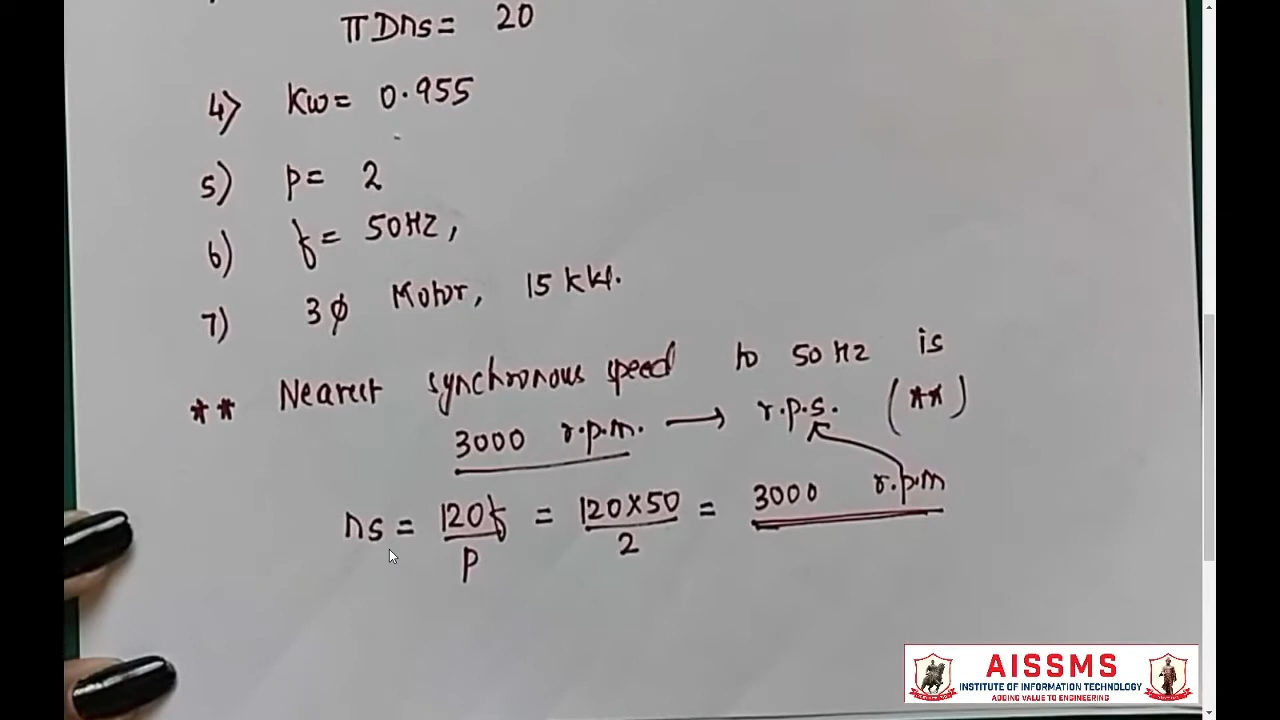 πDns = 20
4) Kw = 0.955
5) p = 2
6) f = 50Hz,
7) 3φ Motor, 15 kW.
** Nearest synchronous speed to 50 Hz is
3000 r.p.m. → r.p.s. (**)
ns = 120f/p = 120×50/2 = 3000 r.p.m
AISSMS
INSTITUTE OF INFORMATION TECHNOLOGY
ADDING VALUE TO ENGINEERING